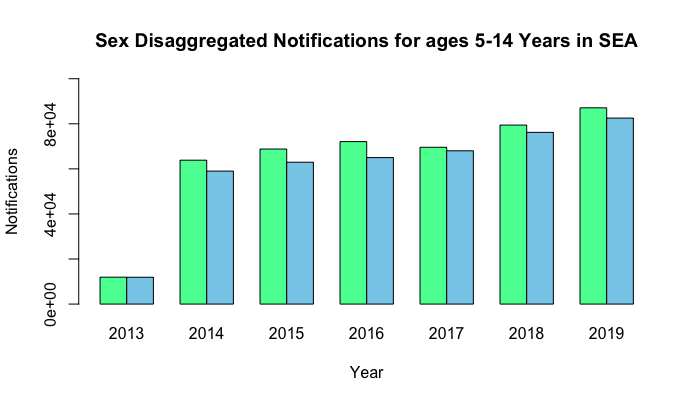 Sex Disaggregated Notifications for ages 5-14 Years in SEA
Notifications
8e+04
4e+04
0e+00
2013 2014 2015 2016 2017 2018 2019
Year